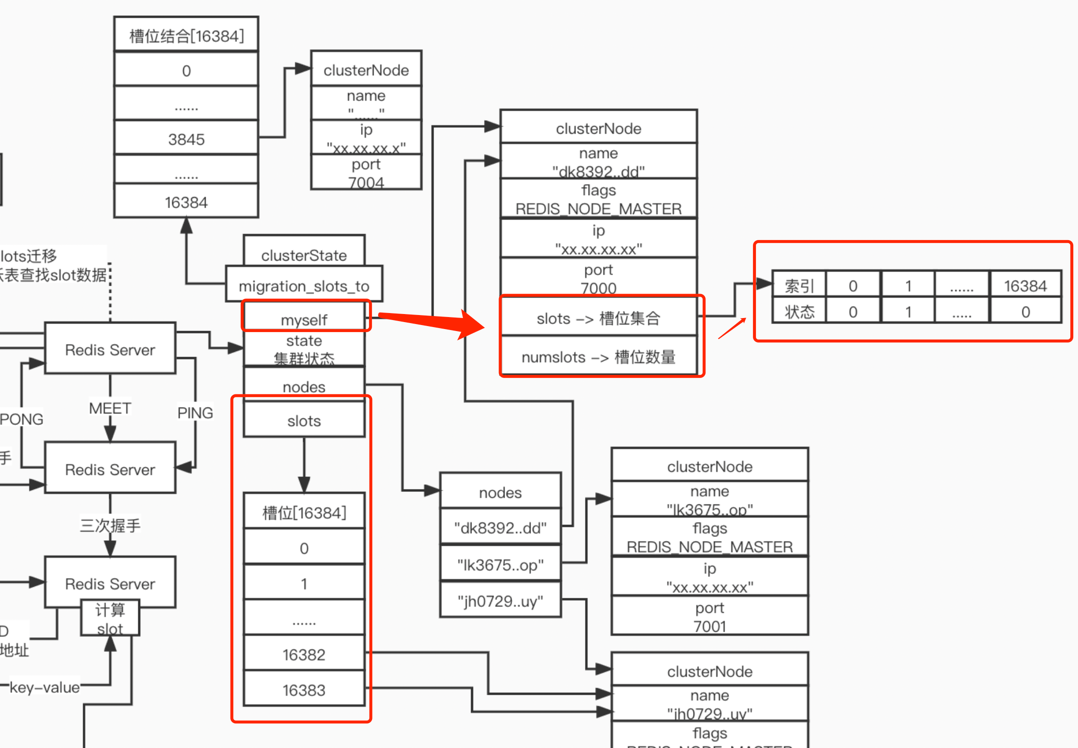 槽位结合[16384]
0
......
3845
......
16384
clusterNode
name
"......"
ip
"xx.xx.xx.x"
port
7004
clusterNode
name
"dk8392..dd"
flags
REDIS_NODE_MASTER
ip
"xx.xx.xx.xx"
port
7000
slots -> 槽位集合
numslots -> 槽位数量
索引 0 1 ...... 16384
状态 0 1 ..... 0
lots迁移
表查找slot数据
clusterState
migration_slots_to
myself
state
集群状态
nodes
slots
槽位[16384]
0
1
......
16382
16383
Redis Server
PONG
MEET
PING
手
Redis Server
三次握手
Redis Server
计算
slot
D
地址
key-value
nodes
"dk8392..dd"
"lk3675..op"
"jh0729..uy"
clusterNode
name
"lk3675..op"
flags
REDIS_NODE_MASTER
ip
"xx.xx.xx.xx"
port
7001
clusterNode
name
"jh0729..uy"
flags
REDIS_NODE_MASTER